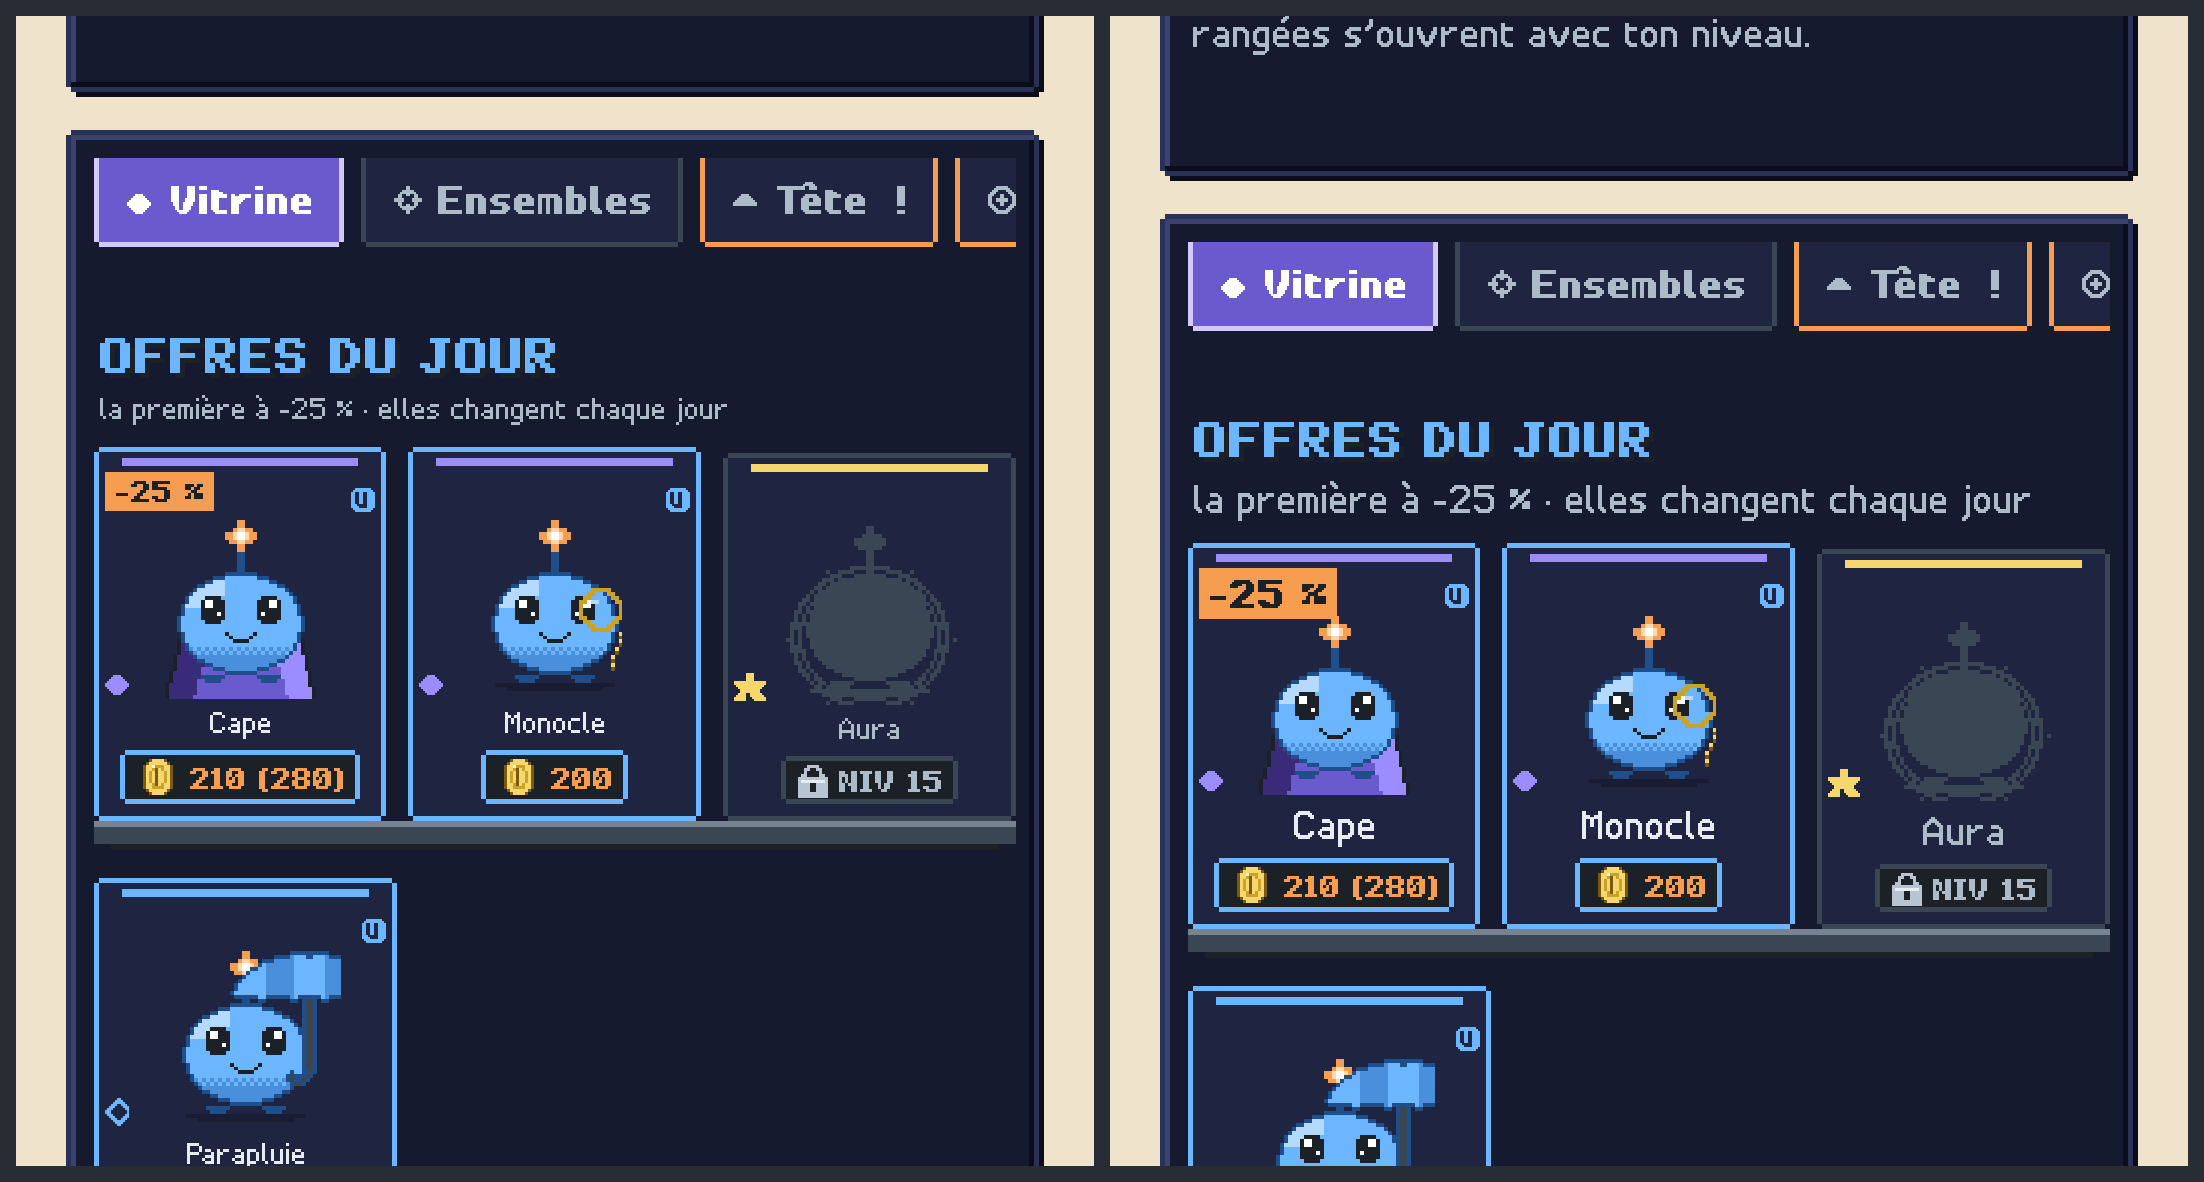 Vitrine
Ensembles
Tête !
OFFRES DU JOUR
la première à -25 % · elles changent chaque jour
-25 %
Cape
Monocle
Aura
210 (280)
200
NIV 15
Parapluie
rangées s’ouvrent avec ton niveau.
Vitrine
Ensembles
Tête !
OFFRES DU JOUR
la première à -25 % · elles changent chaque jour
-25 %
Cape
Monocle
Aura
210 (280)
200
NIV 15